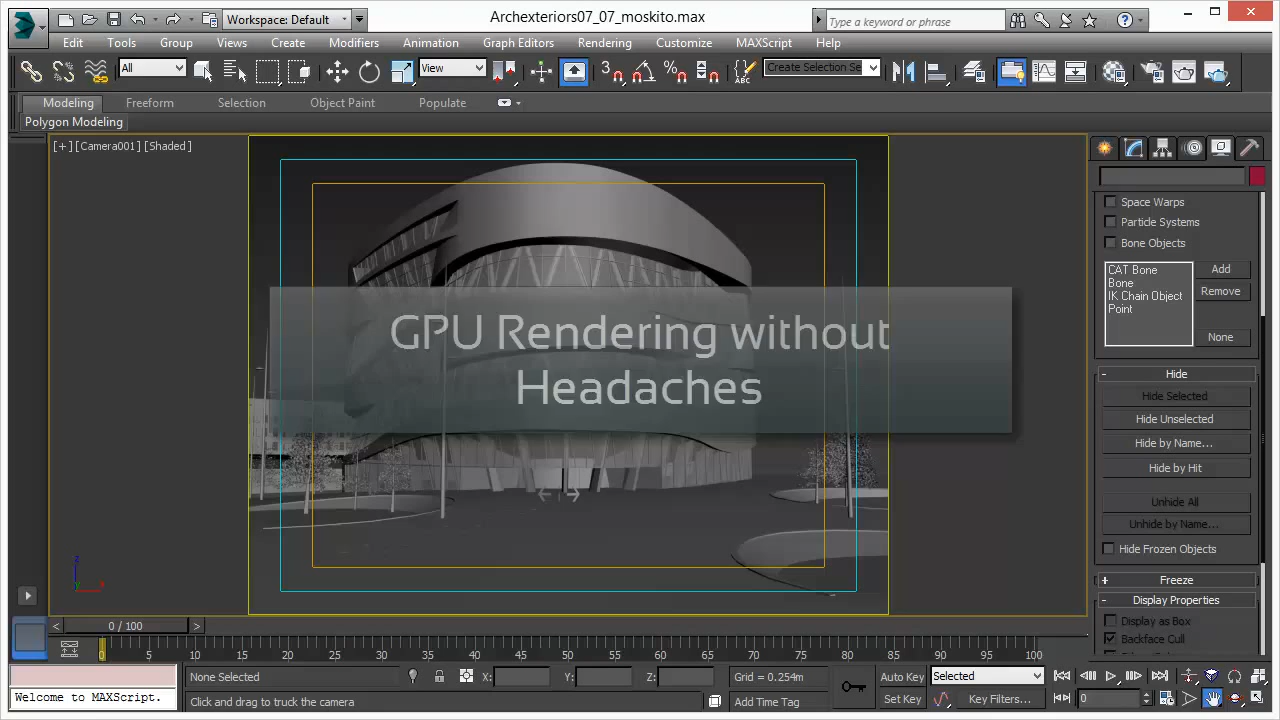 Workspace: Default
Archexteriors07_07_moskito.max
Type a keyword or phrase
Edit Tools Group Views Create Modifiers Animation Graph Editors Rendering Customize MAXScript Help
All
View
3
%
ABC
Create Selection Se
Modeling Freeform Selection Object Paint Populate
Polygon Modeling
[+] [Camera001] [Shaded]
GPU Rendering without
Headaches
Space Warps
Particle Systems
Bone Objects
CAT Bone
Bone
IK Chain Object
Point
Add
Remove
None
- Hide
Hide Selected
Hide Unselected
Hide by Name...
Hide by Hit
Unhide All
Unhide by Name...
Hide Frozen Objects
+ Freeze
- Display Properties
Display as Box
Backface Cull
z
y
x
< 0 / 100 >
0 5 10 15 20 25 30 35 40 45 50 55 60 65 70 75 80 85 90 95 100
None Selected
X: Y: Z:
Grid = 0.254m
Auto Key
Selected
Welcome to MAXScript.
Click and drag to truck the camera
Add Time Tag
Set Key
Key Filters...
0